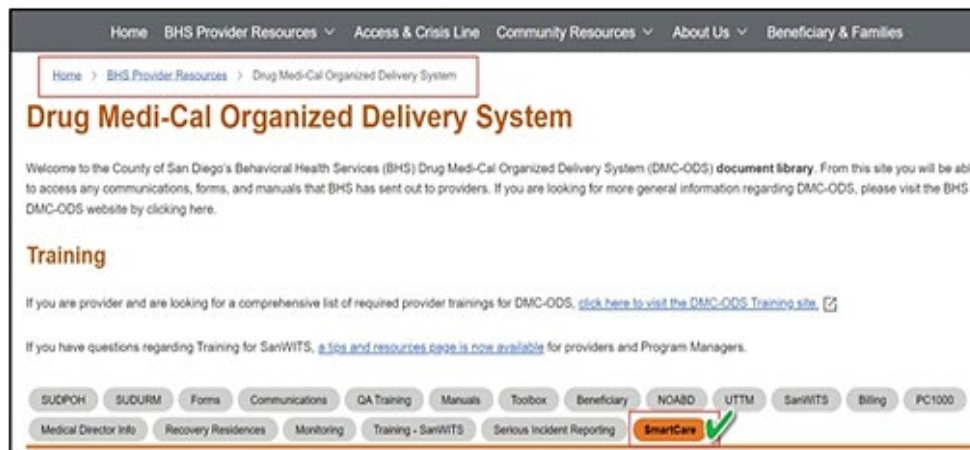 Home BHS Provider Resources Access & Crisis Line Community Resources About Us Beneficiary & Families
Home > BHS Provider Resources > Drug Medi-Cal Organized Delivery System
Drug Medi-Cal Organized Delivery System
Welcome to the County of San Diego's Behavioral Health Services (BHS) Drug Medi-Cal Organized Delivery System (DMC-ODS) document library. From this site you will be abl
to access any communications, forms, and manuals that BHS has sent out to providers. If you are looking for more general information regarding DMC-ODS, please visit the BHS
DMC-ODS website by clicking here.
Training
If you are provider and are looking for a comprehensive list of required provider trainings for DMC-ODS, click here to visit the DMC-ODS Training site.
If you have questions regarding Training for SanWITS, a tips and resources page is now available for providers and Program Managers.
SUDPOH SUDURM Forms Communications QA Training Manuals Toolbox Beneficiary NOABD UTTM SanWITS Billing PC1000
Medical Director Info Recovery Residences Monitoring Training - SanWITS Serious Incident Reporting SmartCare